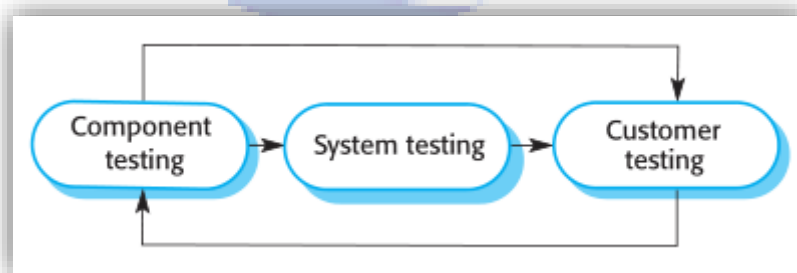 Component
testing
System testing
Customer
testing